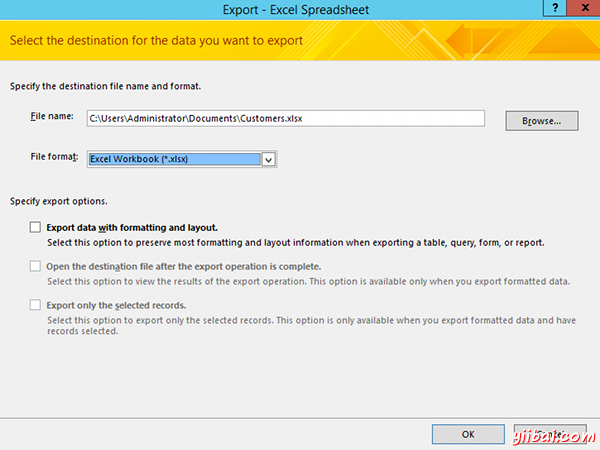 Export - Excel Spreadsheet
? x
Select the destination for the data you want to export
Specify the destination file name and format.
File name: C:\Users\Administrator\Documents\Customers.xlsx Browse...
File format: Excel Workbook (*.xlsx)
Specify export options.
Export data with formatting and layout.
Select this option to preserve most formatting and layout information when exporting a table, query, form, or report.
Open the destination file after the export operation is complete.
Select this option to view the results of the export operation. This option is available only when you export formatted data.
Export only the selected records.
Select this option to export only the selected records. This option is only available when you export formatted data and have
records selected.
OK
yiibai.com